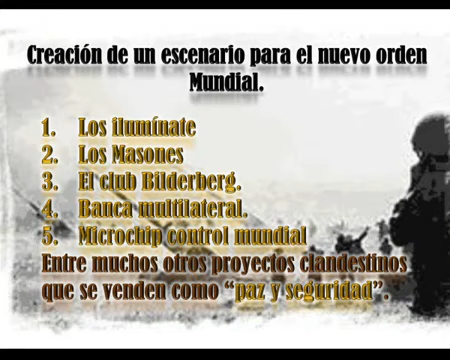 Creación de un escenario para el nuevo orden
Mundial.
1. Los ilumínate
2. Los Masones
3. El club Bilderberg.
4. Banca multilateral.
5. Microchip control mundial
Entre muchos otros proyectos clandestinos
que se venden como “paz y seguridad”.